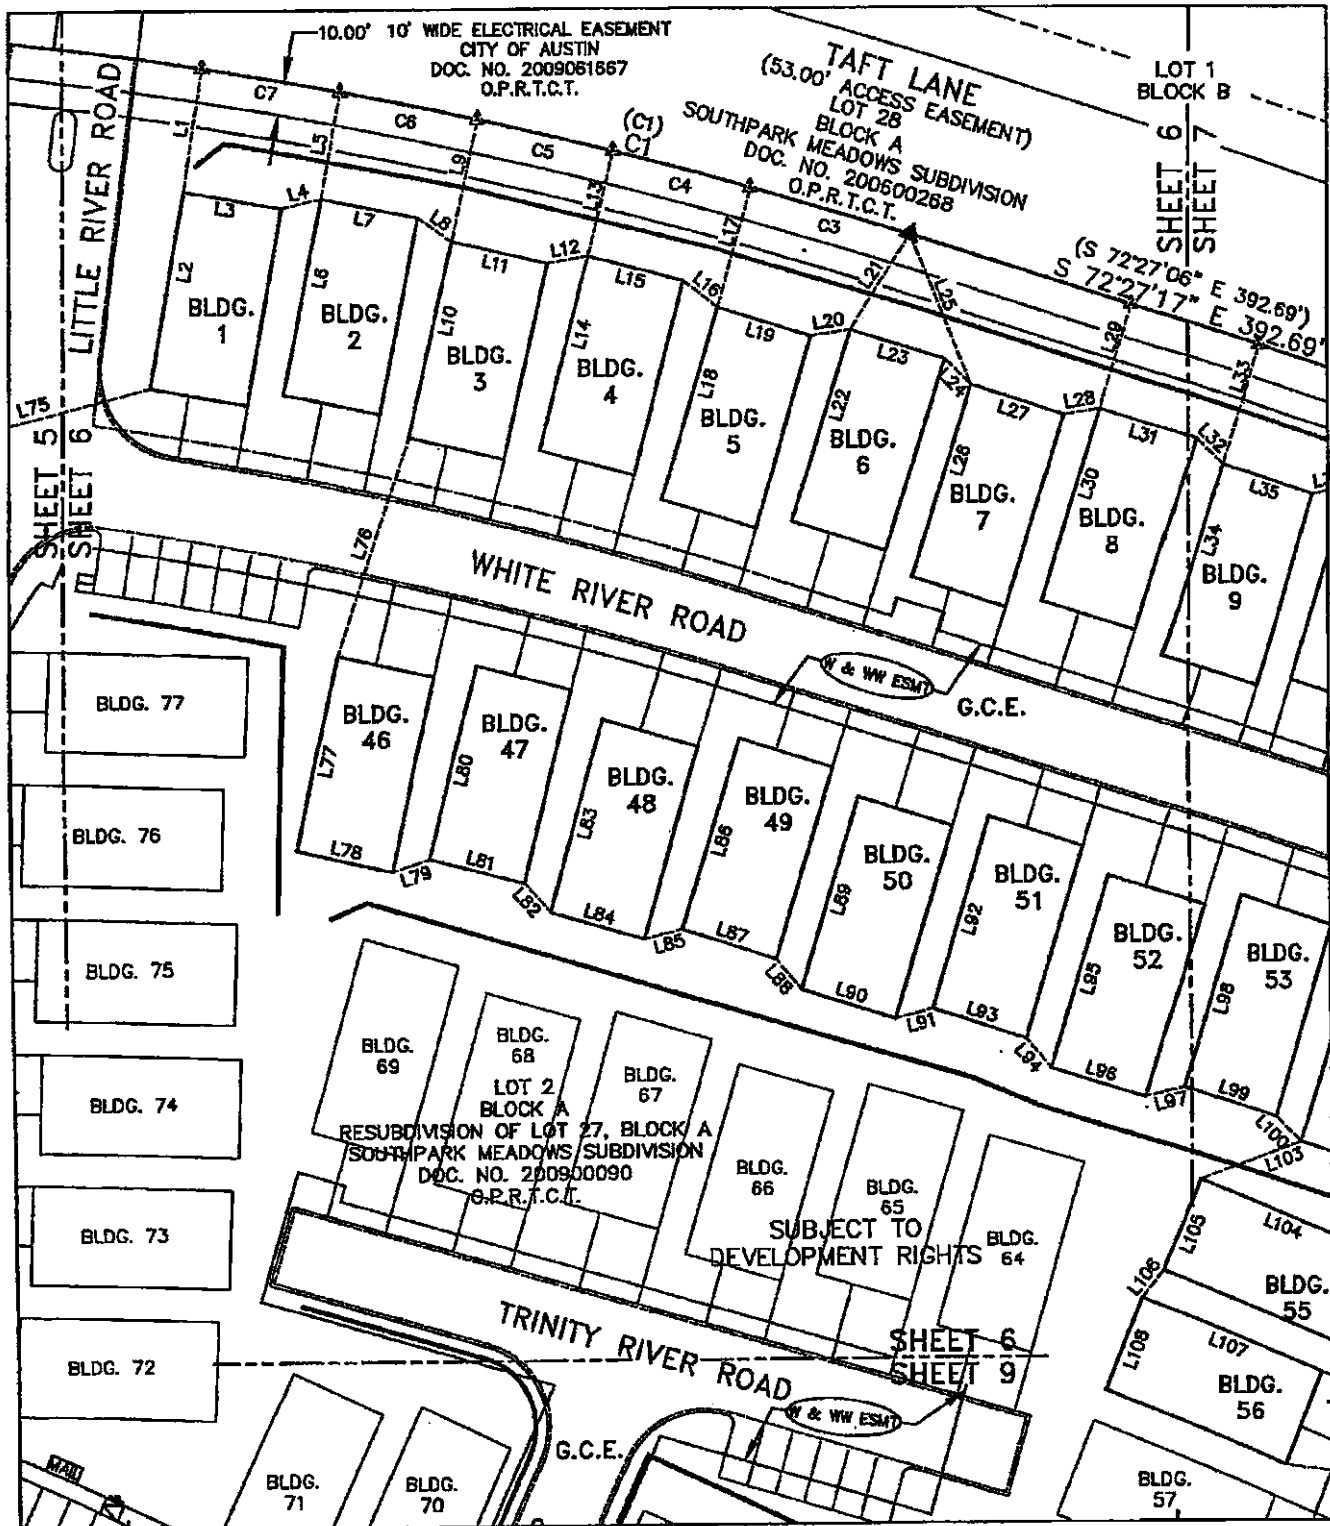 10.00' 10' WIDE ELECTRICAL EASEMENT
CITY OF AUSTIN
DOC. NO. 2009061667
O.P.R.T.C.T.
TAFT LANE
(53.00' ACCESS EASEMENT)
LOT 28
BLOCK A
SOUTHPARK MEADOWS SUBDIVISION
DOC. NO. 200600268
O.P.R.T.C.T.
LOT 1
BLOCK B
SHEET 6
SHEET 7
(S 72°27'06" E 392.69')
S 72°27'17" E 392.69'
LITTLE RIVER ROAD
C7
C6
C5
(C1)
C1
C4
C3
L1
L5
L9
L13
L17
L21
L25
L29
L33
L3
L4
L7
L8
L11
L12
L15
L16
L19
L20
L23
L24
L27
L28
L31
L32
L35
L2
L6
L10
L14
L18
L22
L26
L30
L34
BLDG.
1
BLDG.
2
BLDG.
3
BLDG.
4
BLDG.
5
BLDG.
6
BLDG.
7
BLDG.
8
BLDG.
9
L75
SHEET 5
SHEET 6
L76
WHITE RIVER ROAD
W & WW ESMT
G.C.E.
BLDG. 77
BLDG. 76
BLDG. 75
BLDG. 74
BLDG. 73
BLDG. 72
BLDG.
46
BLDG.
47
BLDG.
48
BLDG.
49
BLDG.
50
BLDG.
51
BLDG.
52
BLDG.
53
L77
L80
L83
L86
L89
L92
L95
L98
L78
L79
L81
L82
L84
L85
L87
L88
L90
L91
L93
L94
L96
L97
L99
L100
L103
L104
L105
L106
L107
L108
BLDG.
55
BLDG.
56
BLDG.
57
BLDG.
69
BLDG.
68
BLDG.
67
BLDG.
66
BLDG.
65
BLDG.
64
LOT 2
BLOCK A
RESUBDIVISION OF LOT 27, BLOCK A
SOUTHPARK MEADOWS SUBDIVISION
DOC. NO. 200900090
O.P.R.T.C.T.
SUBJECT TO
DEVELOPMENT RIGHTS
SHEET 6
SHEET 9
TRINITY RIVER ROAD
W & WW ESMT
G.C.E.
BLDG.
71
BLDG.
70
MAIL